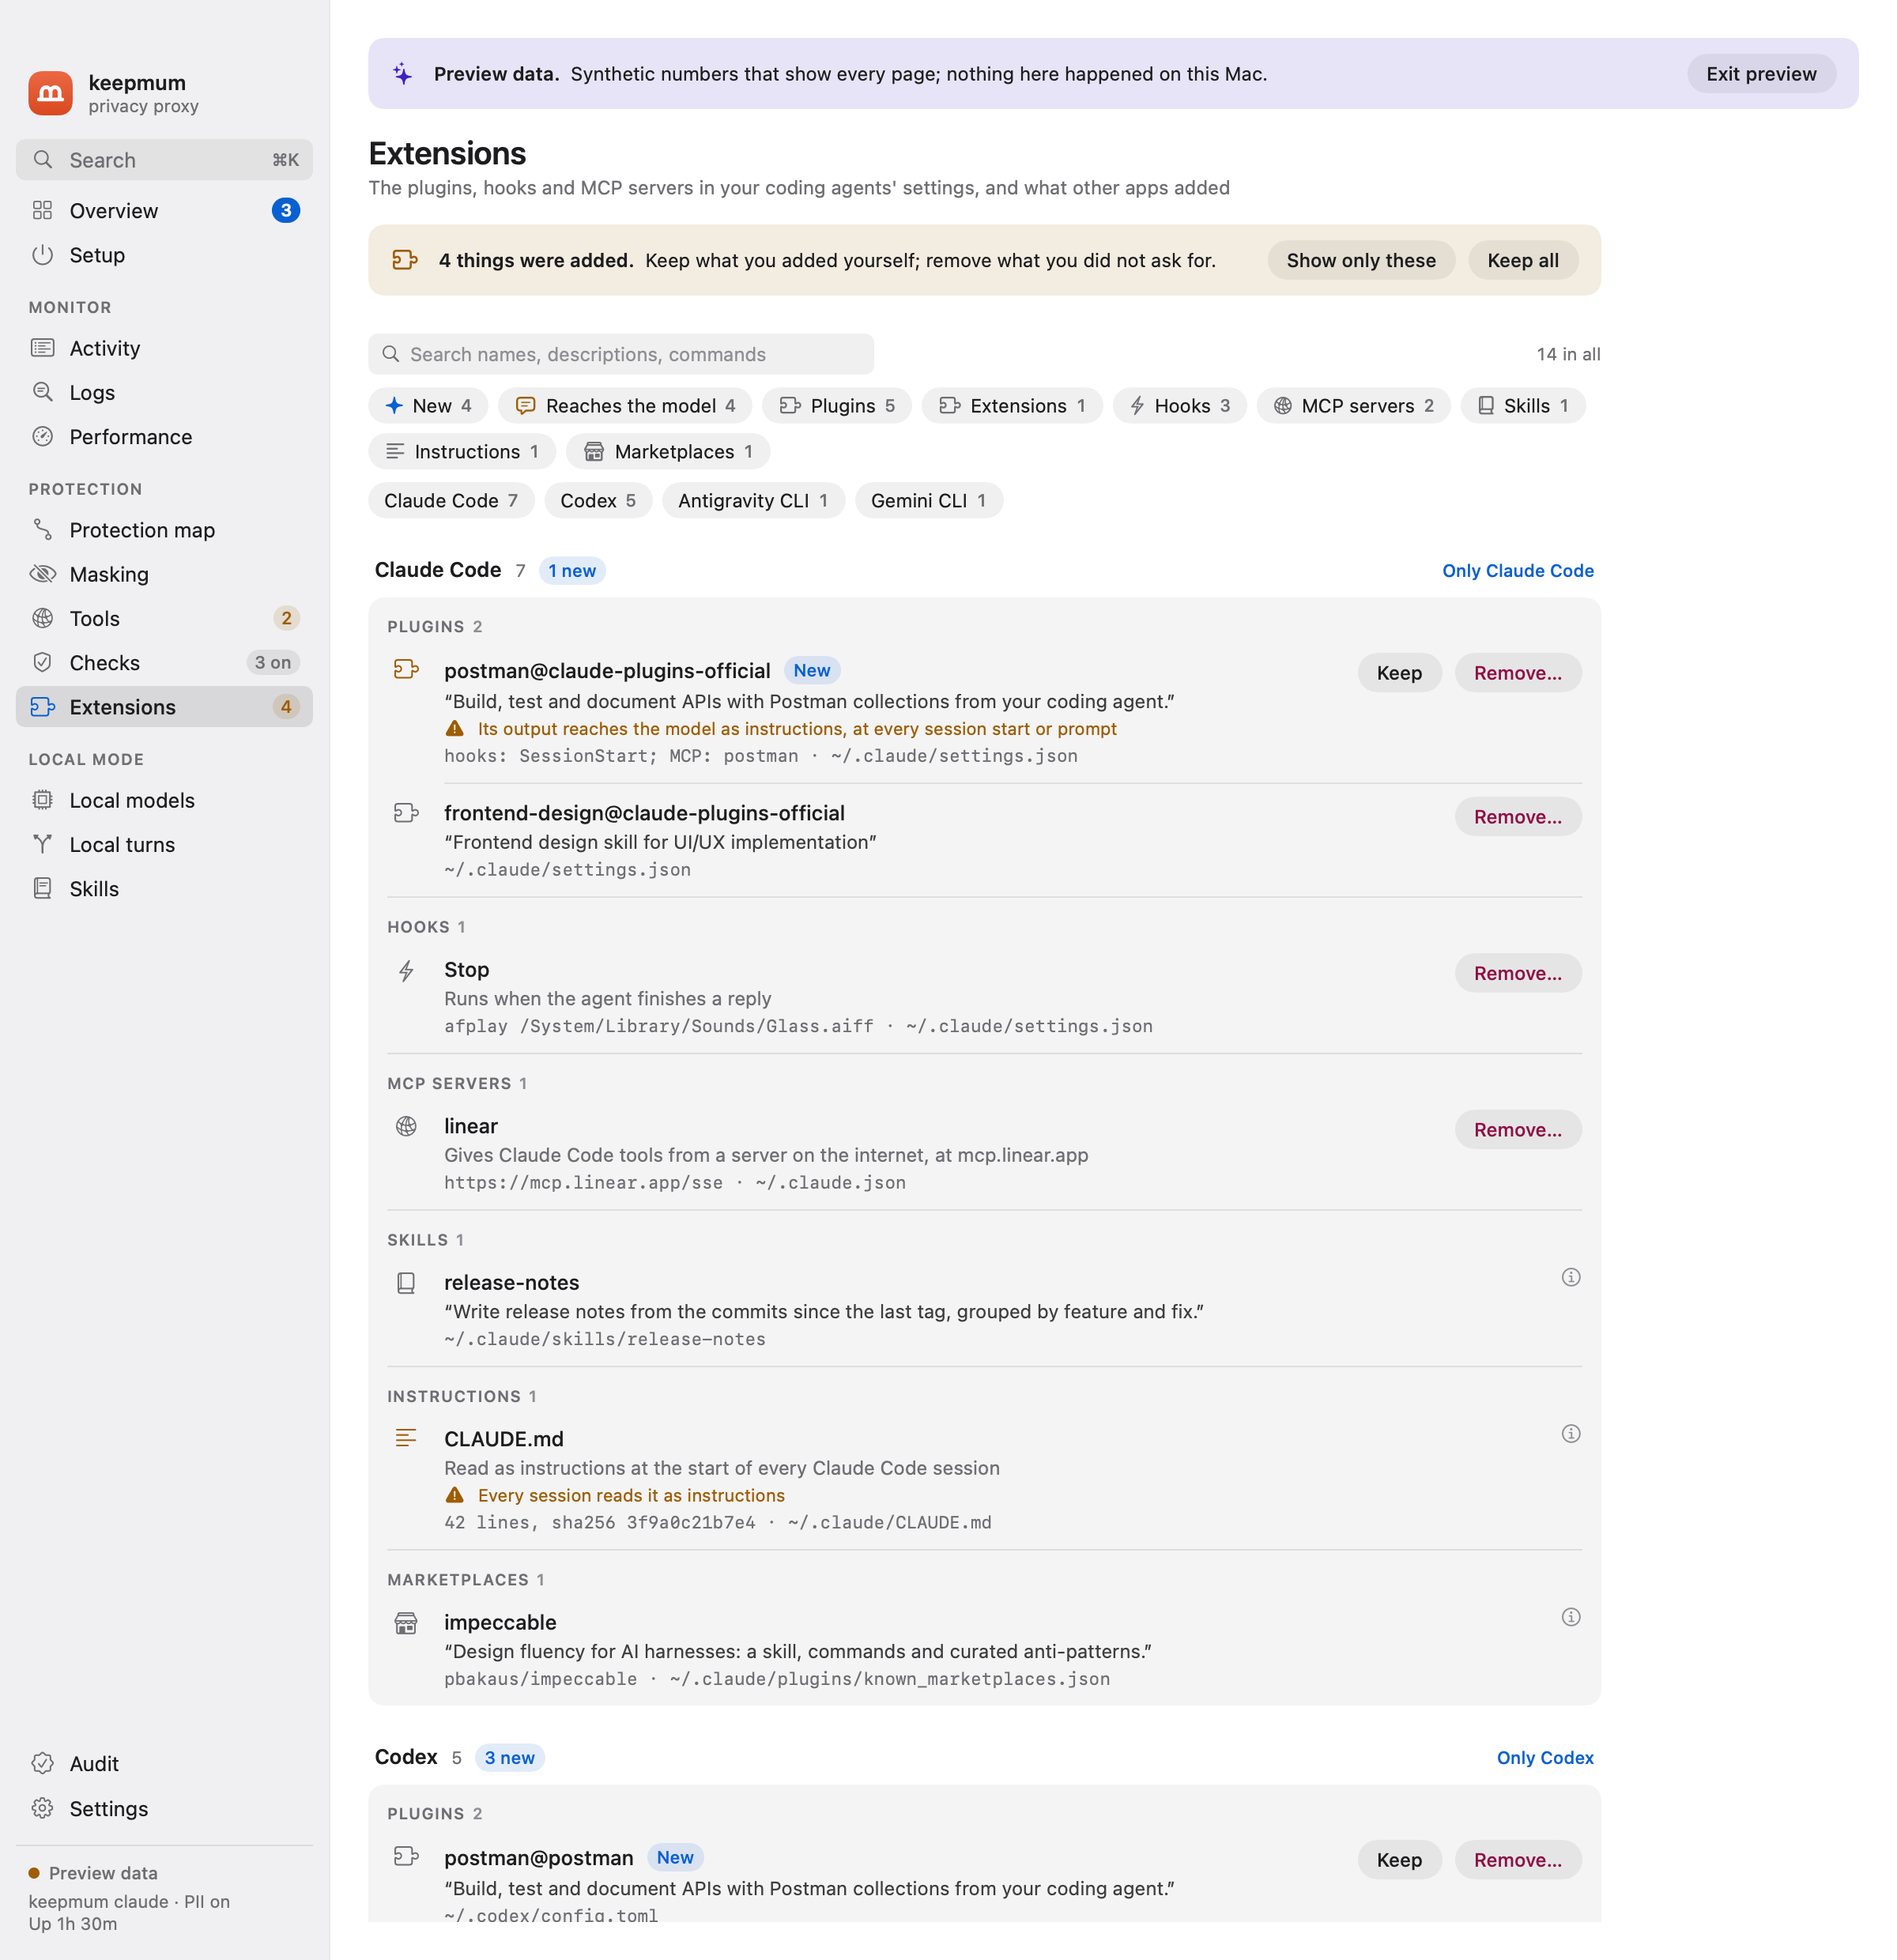 keepmum
privacy proxy
Search ⌘K
Overview 3
Setup
MONITOR
Activity
Logs
Performance
PROTECTION
Protection map
Masking
Tools 2
Checks 3 on
Extensions 4
LOCAL MODE
Local models
Local turns
Skills
Audit
Settings
Preview data
keepmum claude · PII on
Up 1h 30m
Preview data. Synthetic numbers that show every page; nothing here happened on this Mac. Exit preview
Extensions
The plugins, hooks and MCP servers in your coding agents' settings, and what other apps added
4 things were added. Keep what you added yourself; remove what you did not ask for. Show only these Keep all
Search names, descriptions, commands 14 in all
New 4 Reaches the model 4 Plugins 5 Extensions 1 Hooks 3 MCP servers 2 Skills 1
Instructions 1 Marketplaces 1
Claude Code 7 Codex 5 Antigravity CLI 1 Gemini CLI 1
Claude Code 7 1 new Only Claude Code
PLUGINS 2
postman@claude-plugins-official New Keep Remove...
“Build, test and document APIs with Postman collections from your coding agent.”
Its output reaches the model as instructions, at every session start or prompt
hooks: SessionStart; MCP: postman · ~/.claude/settings.json
frontend-design@claude-plugins-official Remove...
“Frontend design skill for UI/UX implementation”
~/.claude/settings.json
HOOKS 1
Stop Remove...
Runs when the agent finishes a reply
afplay /System/Library/Sounds/Glass.aiff · ~/.claude/settings.json
MCP SERVERS 1
linear Remove...
Gives Claude Code tools from a server on the internet, at mcp.linear.app
https://mcp.linear.app/sse · ~/.claude.json
SKILLS 1
release-notes
“Write release notes from the commits since the last tag, grouped by feature and fix.”
~/.claude/skills/release-notes
INSTRUCTIONS 1
CLAUDE.md
Read as instructions at the start of every Claude Code session
Every session reads it as instructions
42 lines, sha256 3f9a0c21b7e4 · ~/.claude/CLAUDE.md
MARKETPLACES 1
impeccable
“Design fluency for AI harnesses: a skill, commands and curated anti-patterns.”
pbakaus/impeccable · ~/.claude/plugins/known_marketplaces.json
Codex 5 3 new Only Codex
PLUGINS 2
postman@postman New Keep Remove...
“Build, test and document APIs with Postman collections from your coding agent.”
~/.codex/config.toml